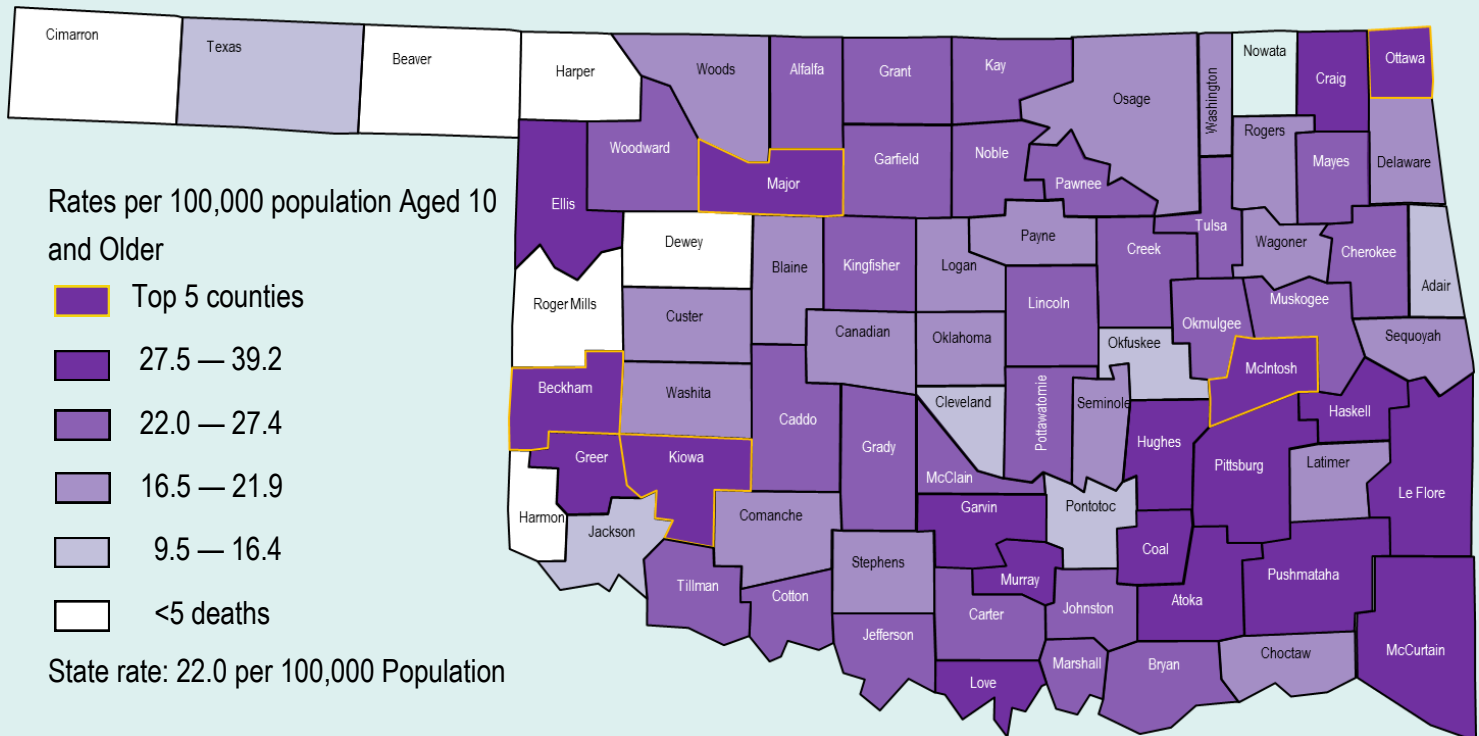 Cimarron
Texas
Beaver
Harper
Woods
Alfalfa
Grant
Kay
Osage
Washington
Nowata
Craig
Ottawa
Rogers
Mayes
Delaware
Woodward
Ellis
Major
Garfield
Noble
Pawnee
Rates per 100,000 population Aged 10
and Older
Top 5 counties
27.5 — 39.2
22.0 — 27.4
16.5 — 21.9
9.5 — 16.4
<5 deaths
State rate: 22.0 per 100,000 Population
Dewey
Blaine
Kingfisher
Logan
Payne
Creek
Tulsa
Wagoner
Cherokee
Adair
Roger Mills
Custer
Canadian
Oklahoma
Lincoln
Okfuskee
Okmulgee
Muskogee
Sequoyah
McIntosh
Beckham
Washita
Caddo
Grady
Cleveland
Pottawatomie
Seminole
Hughes
Pittsburg
Haskell
Latimer
Le Flore
Greer
Kiowa
McClain
Harmon
Jackson
Comanche
Garvin
Pontotoc
Coal
Stephens
Murray
Atoka
Pushmataha
Tillman
Cotton
Carter
Johnston
Jefferson
Love
Marshall
Bryan
Choctaw
McCurtain